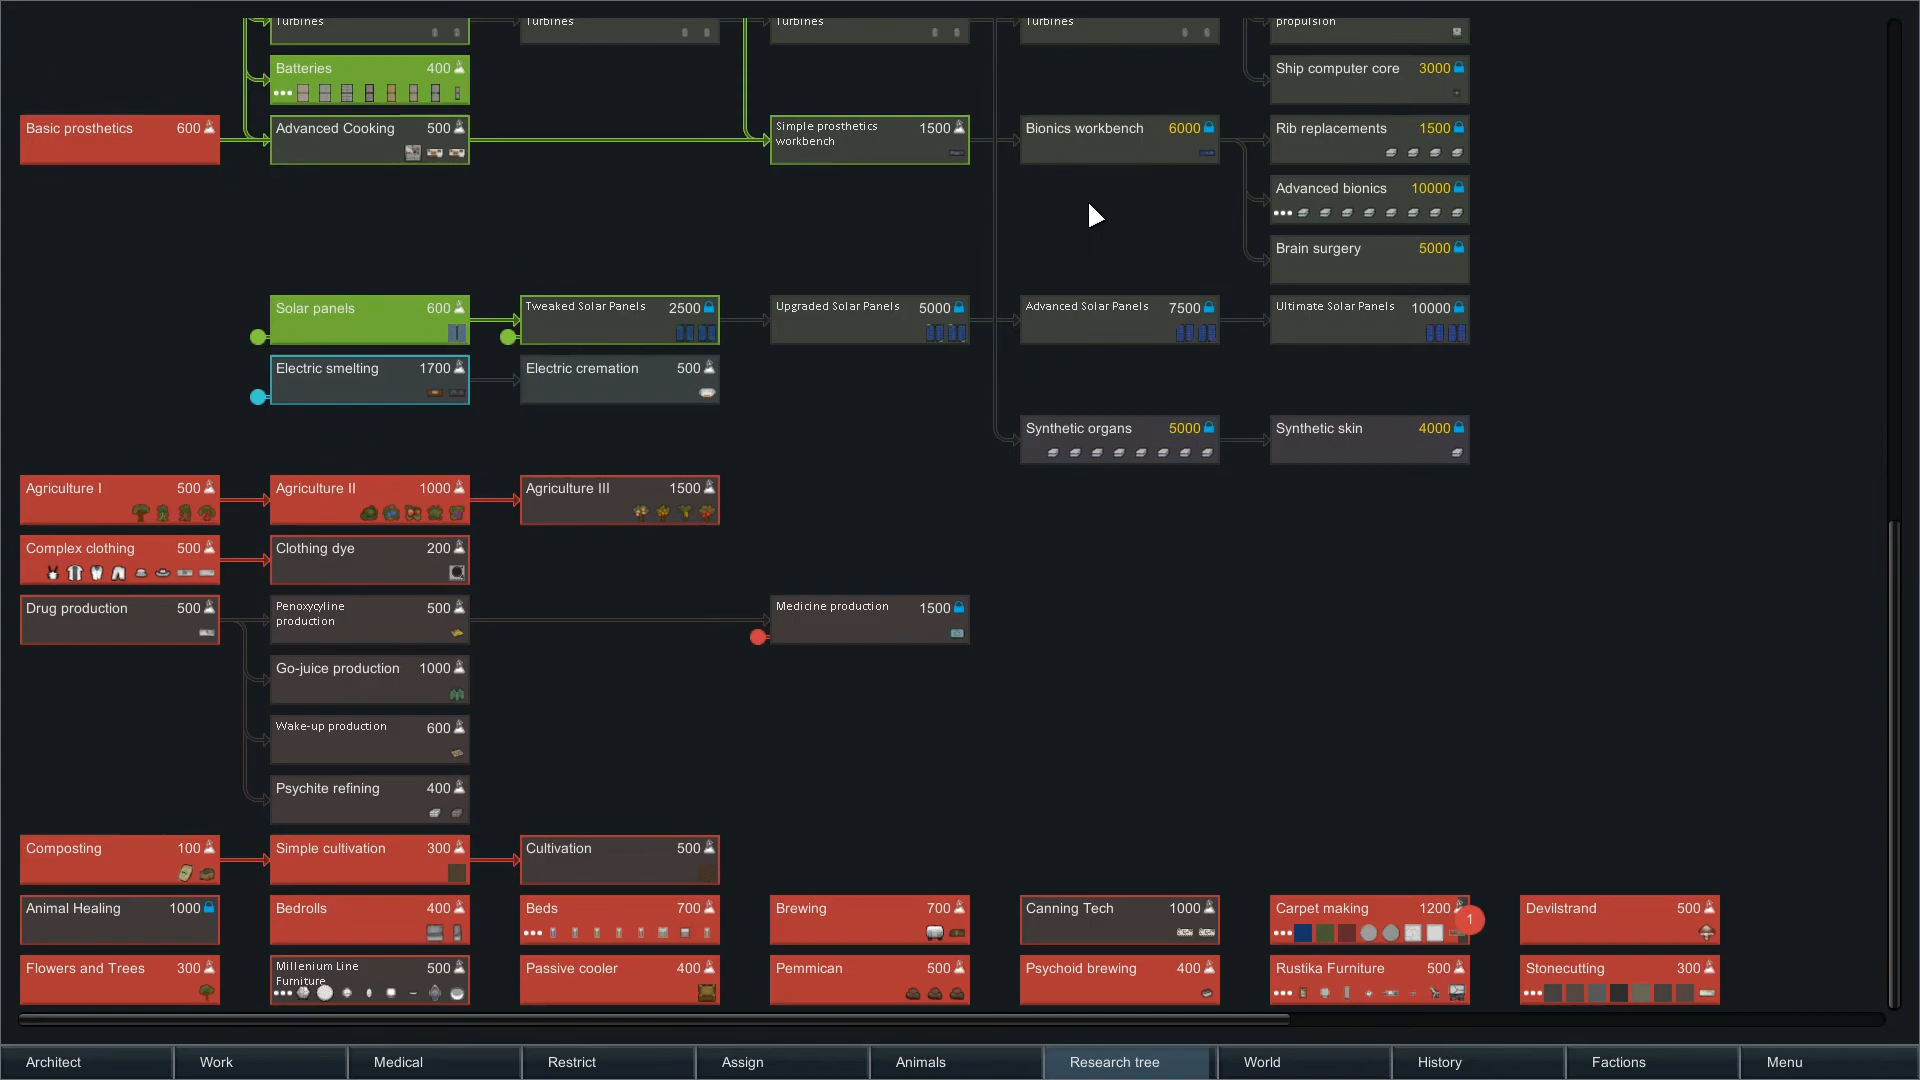 Turbines
Turbines
Turbines
Turbines
propulsion
Batteries 400
Ship computer core 3000
Basic prosthetics 600
Advanced Cooking 500
Simple prosthetics
workbench 1500
Bionics workbench 6000
Rib replacements 1500
Advanced bionics 10000
Brain surgery 5000
Solar panels 600
Tweaked Solar Panels 2500
Upgraded Solar Panels 5000
Advanced Solar Panels 7500
Ultimate Solar Panels 10000
Electric smelting 1700
Electric cremation 500
Synthetic organs 5000
Synthetic skin 4000
Agriculture I 500
Agriculture II 1000
Agriculture III 1500
Complex clothing 500
Clothing dye 200
Drug production 500
Penoxycyline
production 500
Medicine production 1500
Go-juice production 1000
Wake-up production 600
Psychite refining 400
Composting 100
Simple cultivation 300
Cultivation 500
Animal Healing 1000
Bedrolls 400
Beds 700
Brewing 700
Canning Tech 1000
Carpet making 1200
1
Devilstrand 500
Flowers and Trees 300
Millenium Line
Furniture 500
Passive cooler 400
Pemmican 500
Psychoid brewing 400
Rustika Furniture 500
Stonecutting 300
Architect
Work
Medical
Restrict
Assign
Animals
Research tree
World
History
Factions
Menu